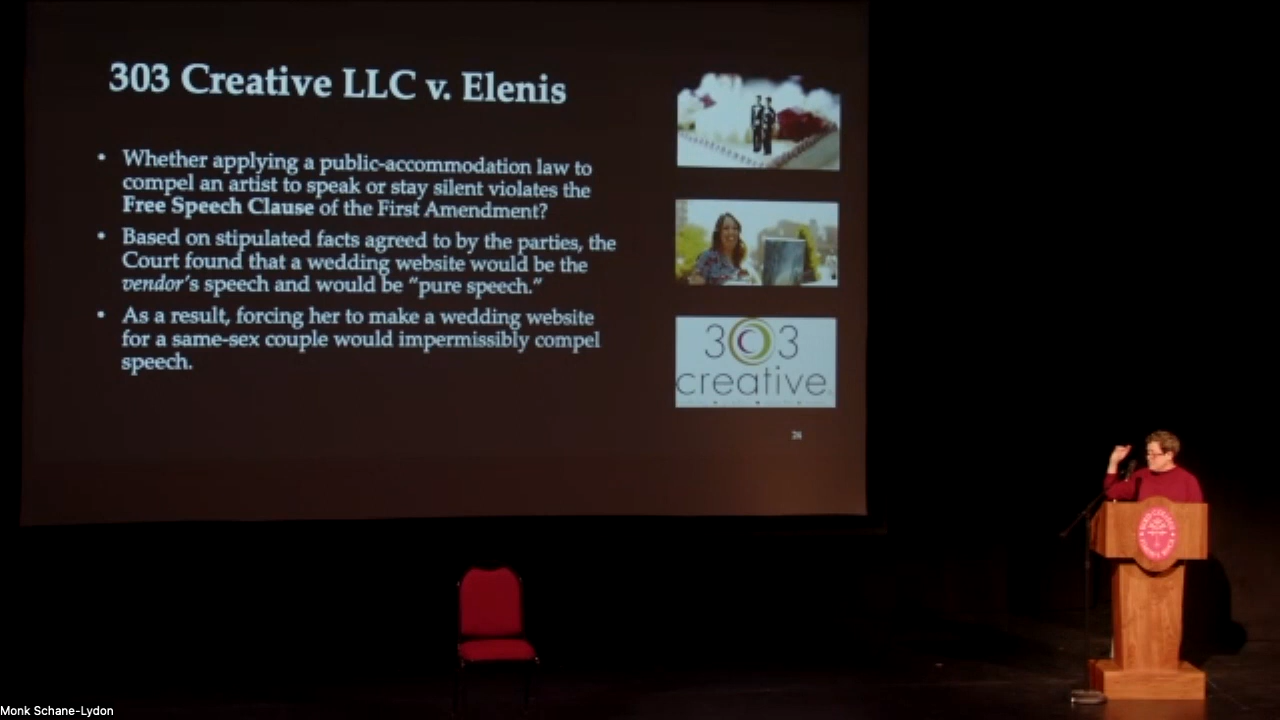 303 Creative LLC v. Elenis
• Whether applying a public-accommodation law to
compel an artist to speak or stay silent violates the
Free Speech Clause of the First Amendment?
• Based on stipulated facts agreed to by the parties, the
Court found that a wedding website would be the
vendor's speech and would be “pure speech.”
• As a result, forcing her to make a wedding website
for a same-sex couple would impermissibly compel
speech.
303
creative
Monk Schane-Lydon